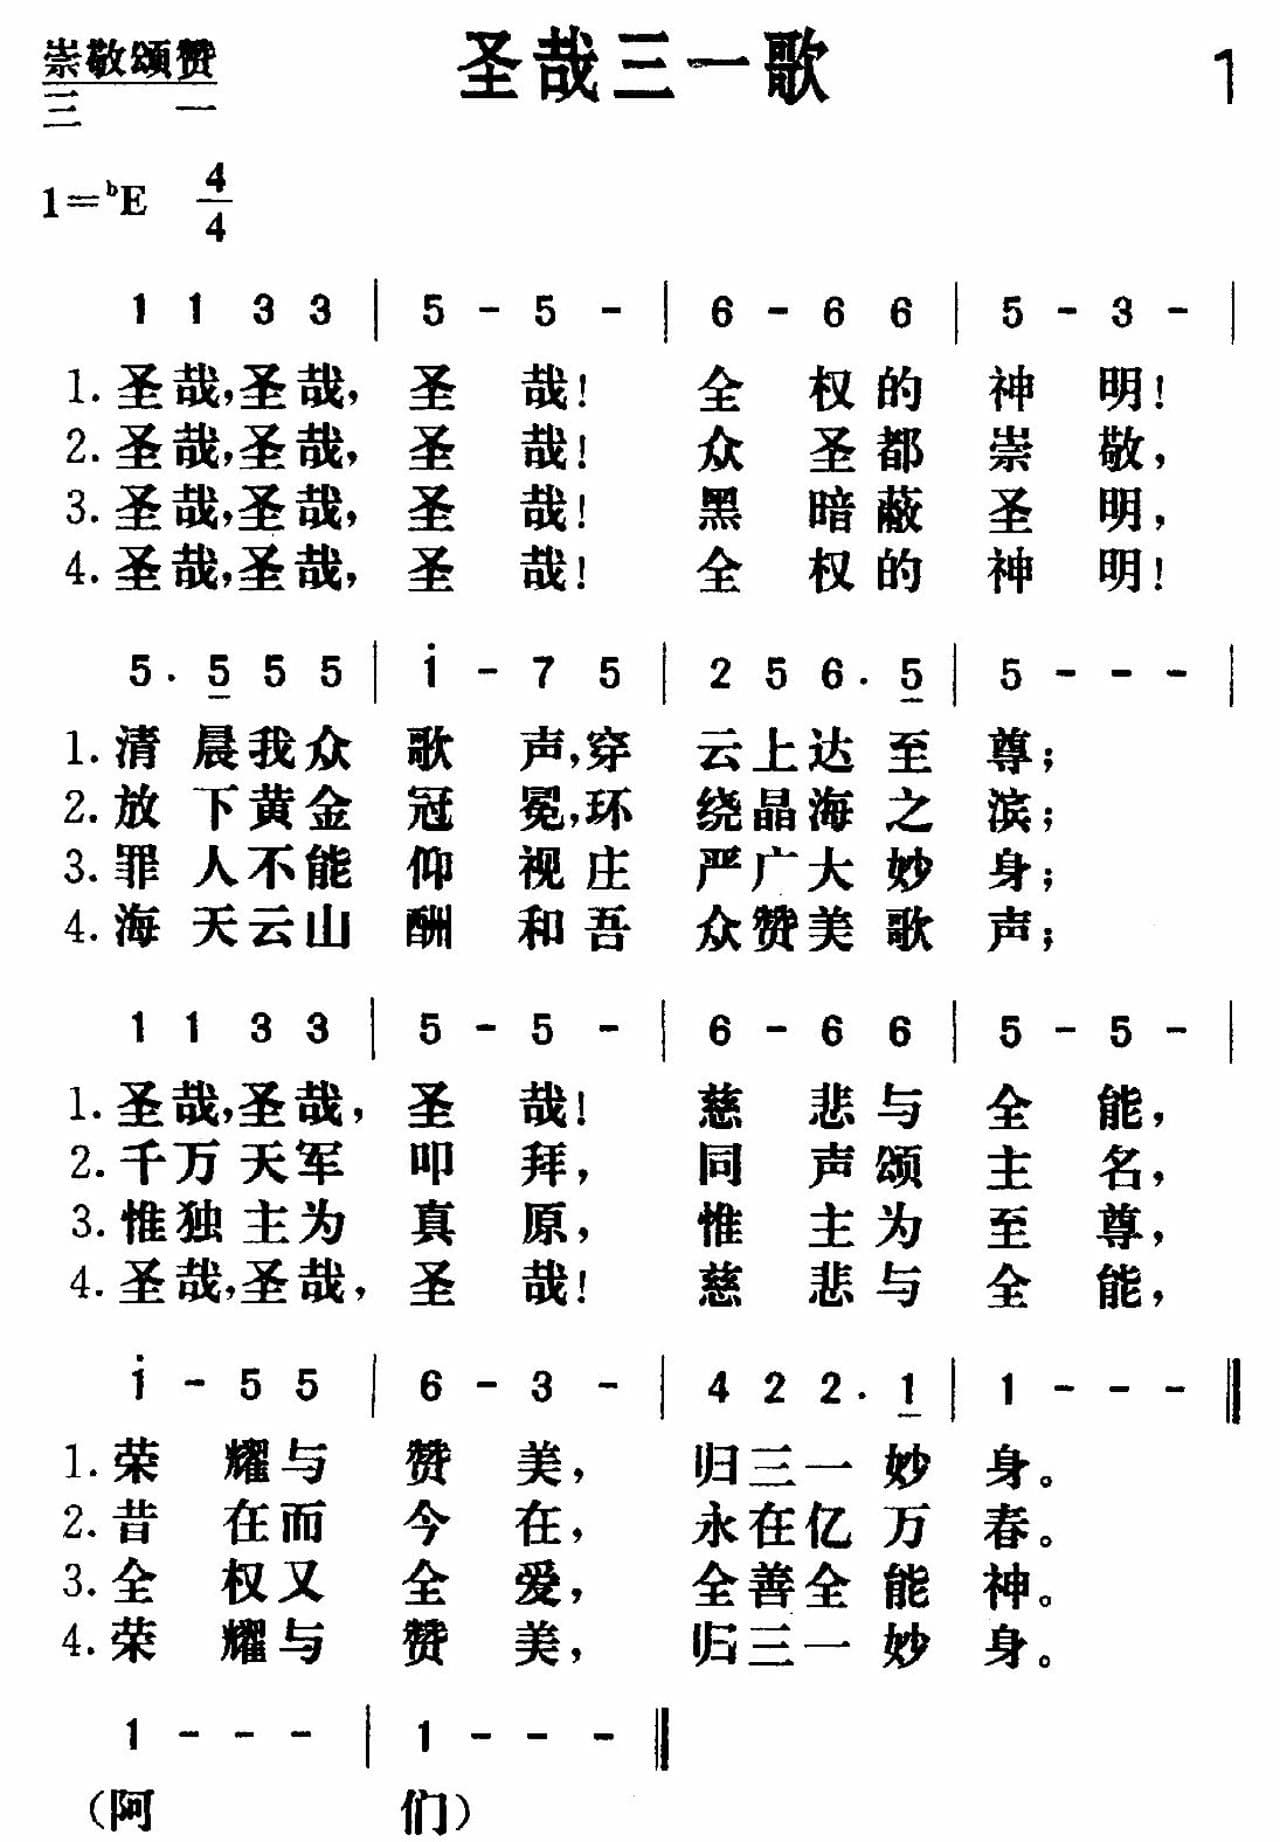 崇敬颂赞
三 一
圣哉三一歌
1
1=ᵇE 4/4
1 1 3 3 | 5 - 5 - | 6 - 6 6 | 5 - 3 - |
1. 圣哉,圣哉, 圣 哉! 全 权的 神 明!
2. 圣哉,圣哉, 圣 哉! 众 圣都 崇 敬,
3. 圣哉,圣哉, 圣 哉! 黑 暗蔽 圣 明,
4. 圣哉,圣哉, 圣 哉! 全 权的 神 明!
5. 5̲ 5 5 | i - 7 5 | 2 5 6. 5̲ | 5 - - - |
1. 清 晨我众 歌 声,穿 云上达 至 尊;
2. 放 下黄金 冠 冕,环 绕晶海 之 滨;
3. 罪 人不能 仰 视庄 严广大 妙 身;
4. 海 天云山 酬 和吾 众赞美 歌 声;
1 1 3 3 | 5 - 5 - | 6 - 6 6 | 5 - 5 - |
1. 圣哉,圣哉, 圣 哉! 慈 悲与 全 能,
2. 千万天军 叩 拜, 同 声颂 主 名,
3. 惟独主为 真 原, 惟 主为 至 尊,
4. 圣哉,圣哉, 圣 哉! 慈 悲与 全 能,
i - 5 5 | 6 - 3 - | 4 2 2. 1̲ | 1 - - - ‖
1. 荣 耀与 赞 美, 归三一 妙 身。
2. 昔 在而 今 在, 永在亿 万 春。
3. 全 权又 全 爱, 全善全 能 神。
4. 荣 耀与 赞 美, 归三一 妙 身。
1 - - - | 1 - - - ‖
(阿 们)